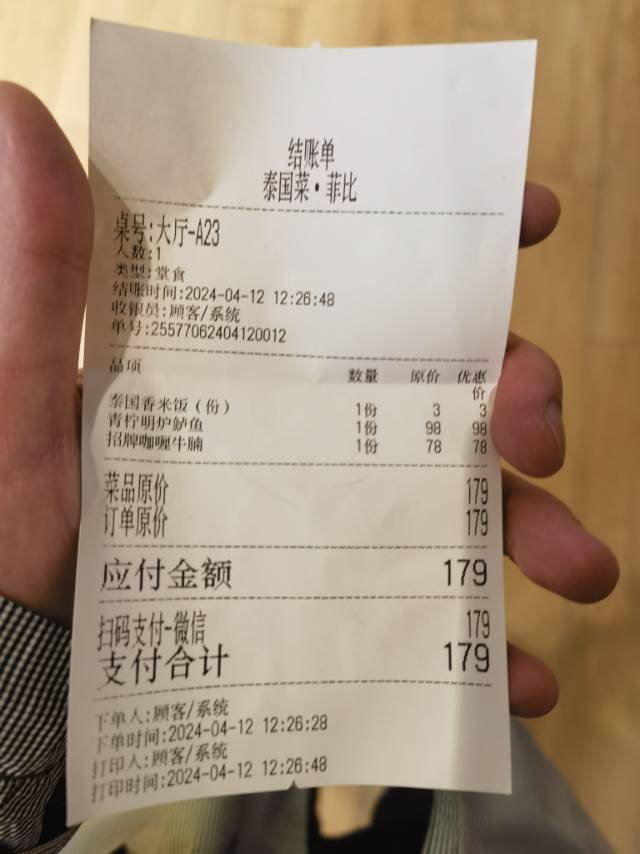 结账单
泰国菜·菲比
桌号:大厅-A23
人数:1
类型:堂食
结账时间:2024-04-12 12:26:48
收银员:顾客/系统
单号:25577062404120012
品项 数量 原价 优惠价
泰国香米饭(份) 1份 3 3
青柠明炉鲈鱼 1份 98 98
招牌咖喱牛腩 1份 78 78
菜品原价 179
订单原价 179
应付金额 179
扫码支付-微信 179
支付合计 179
下单人:顾客/系统
下单时间:2024-04-12 12:26:28
打印人:顾客/系统
打印时间:2024-04-12 12:26:48